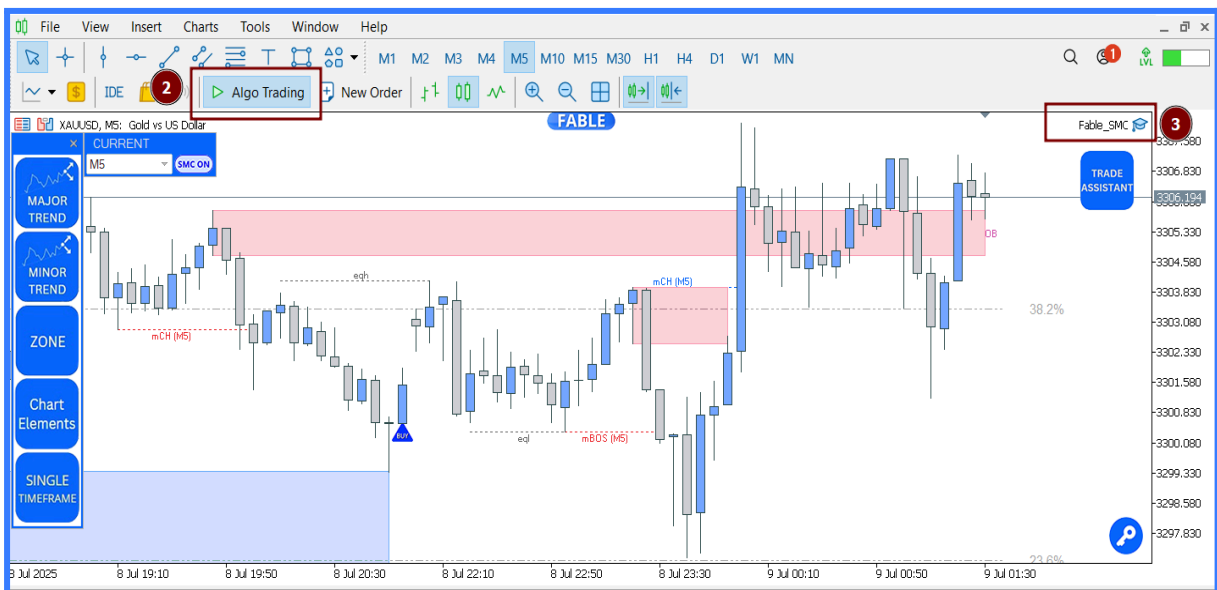 File View Insert Charts Tools Window Help
M1 M2 M3 M4 M5 M10 M15 M30 H1 H4 D1 W1 MN
1
LVL
2
$ IDE Algo Trading New Order
XAUUSD, M5: Gold vs US Dollar
FABLE
Fable_SMC
3
CURRENT
M5
SMC ON
MAJOR
TREND
MINOR
TREND
ZONE
Chart
Elements
SINGLE
TIMEFRAME
TRADE
ASSISTANT
mCH (M5)
eqh
BUY
eql
mBOS (M5)
mCH (M5)
OB
38.2%
23.6%
3307.580
3306.830
3306.194
3305.330
3304.580
3303.830
3303.080
3302.330
3301.580
3300.830
3300.080
3299.330
3298.580
3297.830
8 Jul 2025 8 Jul 19:10 8 Jul 19:50 8 Jul 20:30 8 Jul 22:10 8 Jul 22:50 8 Jul 23:30 9 Jul 00:10 9 Jul 00:50 9 Jul 01:30